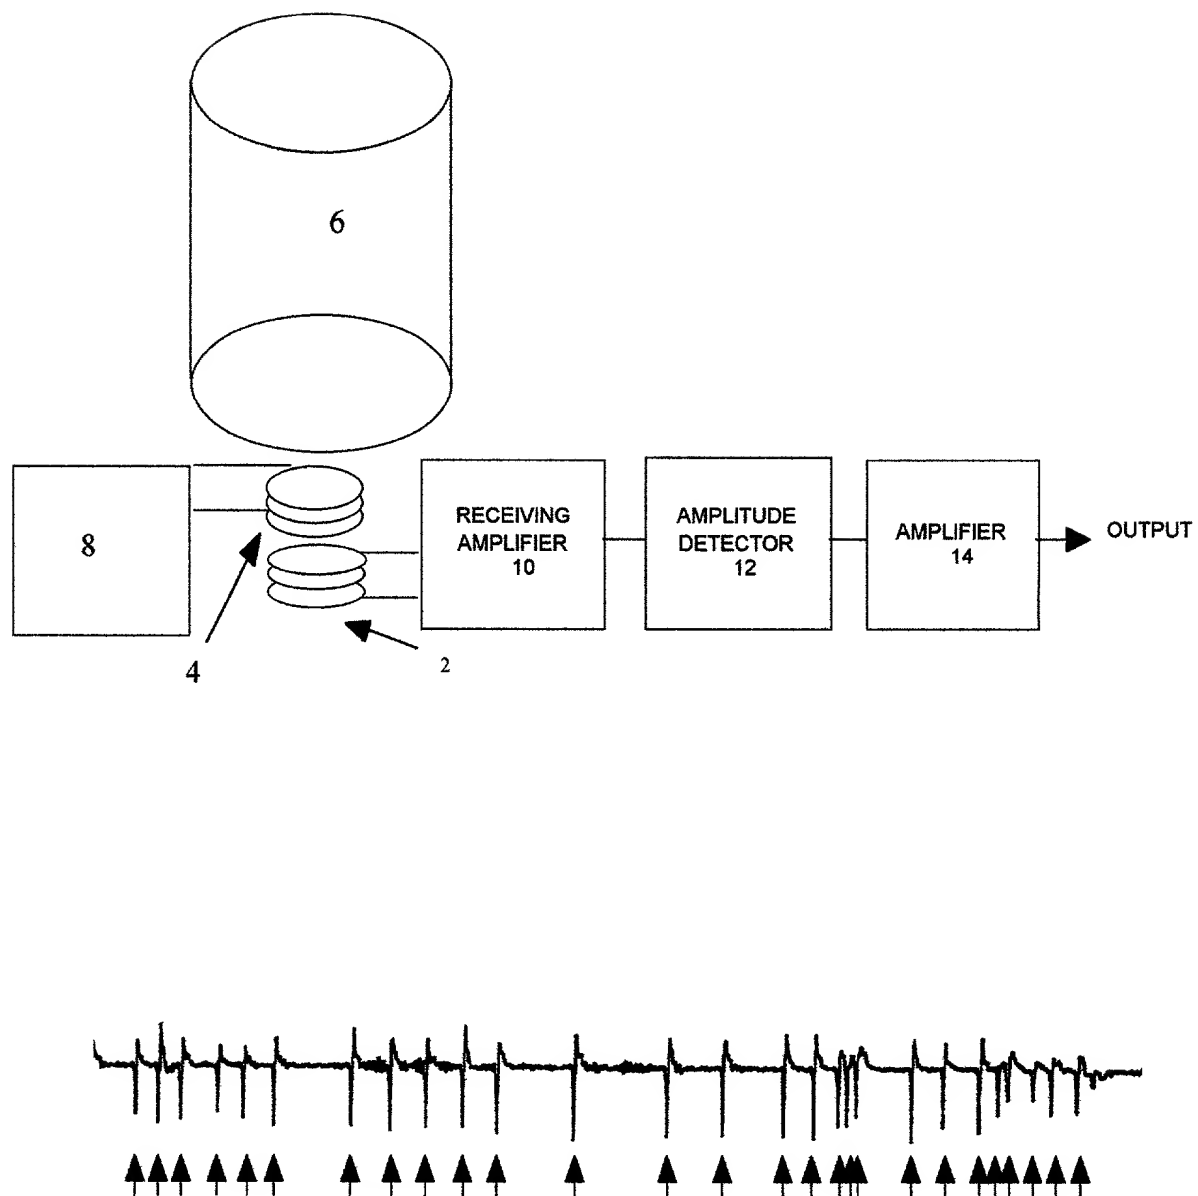 6
8
RECEIVING
AMPLIFIER
10
AMPLITUDE
DETECTOR
12
AMPLIFIER
14
OUTPUT
4
2